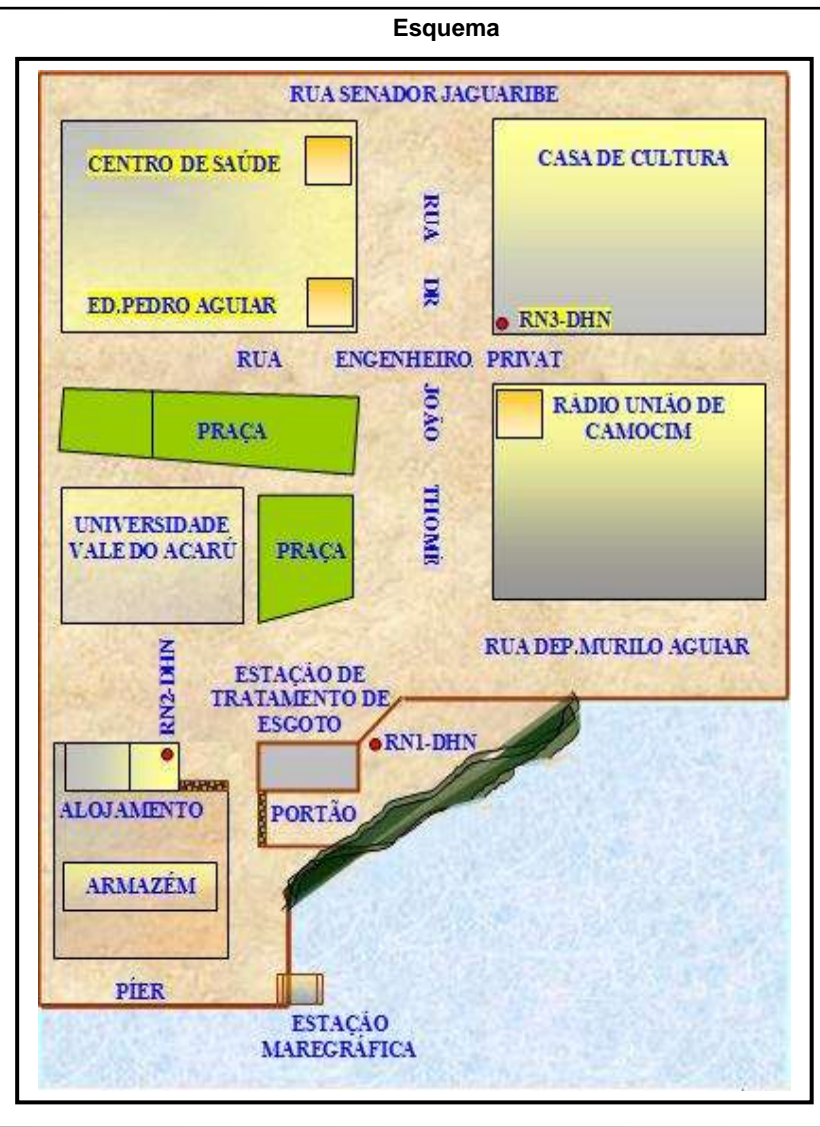 Esquema
RUA SENADOR JAGUARIBE
CENTRO DE SAÚDE
CASA DE CULTURA
RUA DR JOÃO THOMÉ
ED.PEDRO AGUIAR
RN3-DHN
RUA ENGENHEIRO PRIVAT
PRAÇA
RÁDIO UNIÃO DE
CAMOCIM
UNIVERSIDADE
VALE DO ACARÚ
PRAÇA
RUA DEP.MURILO AGUIAR
RN2-DHN
ESTAÇÃO DE
TRATAMENTO DE
ESGOTO
RN1-DHN
ALOJAMENTO
PORTÃO
ARMAZÉM
PÍER
ESTAÇÃO
MAREGRÁFICA